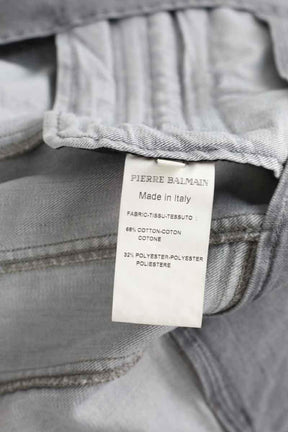 PIERRE BALMAIN
Made in Italy
FABRIC-TISSU-TESSUTO :
68% COTTON-COTON
COTONE
32% POLYESTER-POLYESTER
POLIESTERE